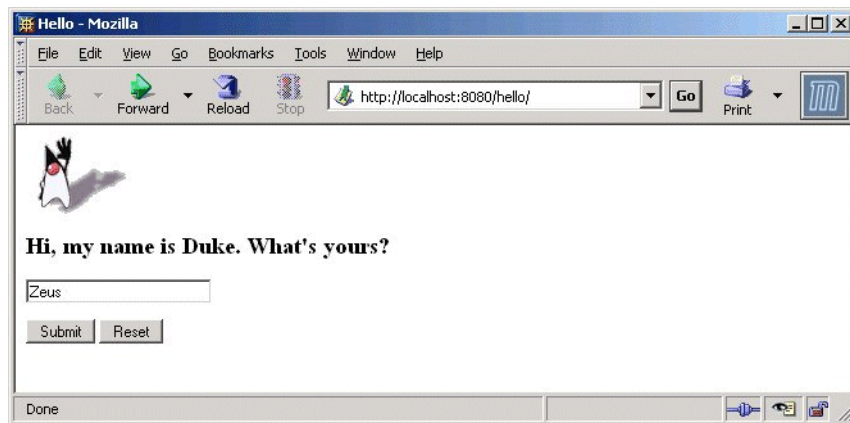 Hello - Mozilla
File Edit View Go Bookmarks Tools Window Help
Back Forward Reload Stop http://localhost:8080/hello/ Go Print
Hi, my name is Duke. What's yours?
Zeus
Submit Reset
Done